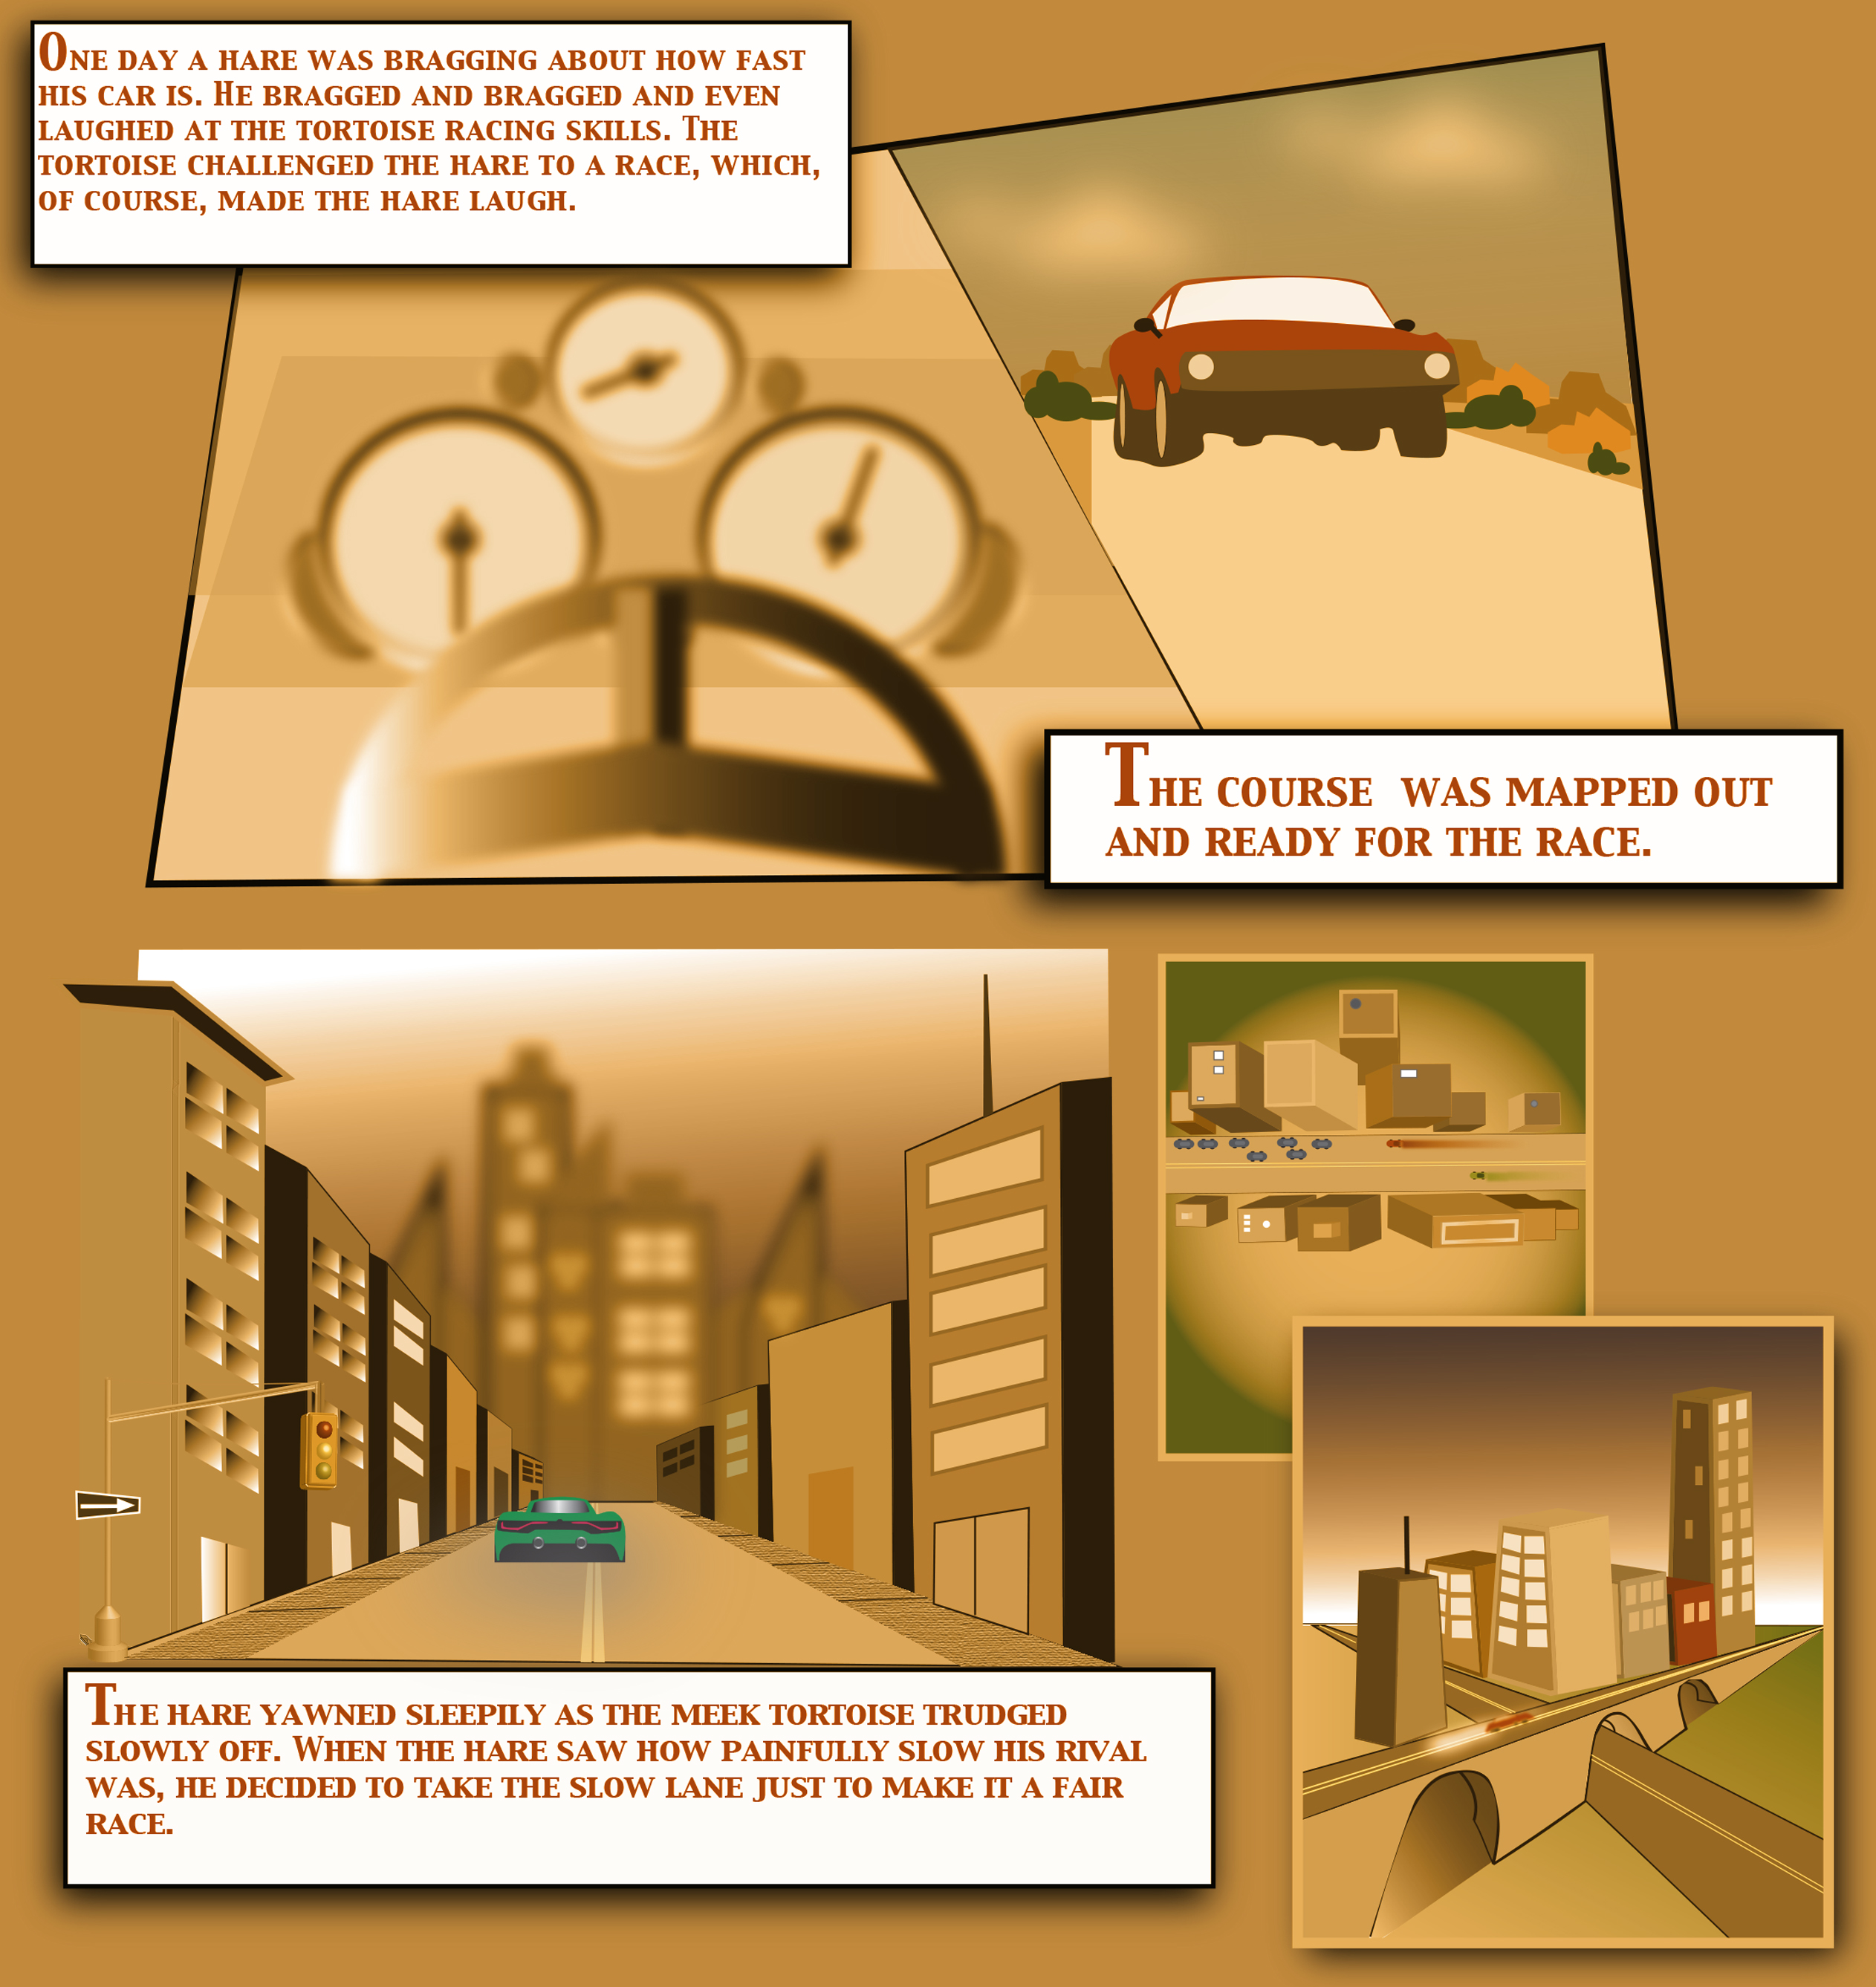 One day a hare was bragging about how fast
his car is. He bragged and bragged and even
laughed at the tortoise racing skills. The
tortoise challenged the hare to a race, which,
of course, made the hare laugh.
The course  was mapped out
and ready for the race.
The hare yawned sleepily as the meek tortoise trudged
slowly off. When the hare saw how painfully slow his rival
was, he decided to take the slow lane just to make it a fair
race.